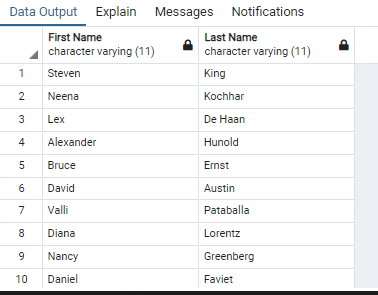 Data Output Explain Messages Notifications
First Name Last Name
character varying (11) character varying (11)
1 Steven King
2 Neena Kochhar
3 Lex De Haan
4 Alexander Hunold
5 Bruce Ernst
6 David Austin
7 Valli Pataballa
8 Diana Lorentz
9 Nancy Greenberg
10 Daniel Faviet